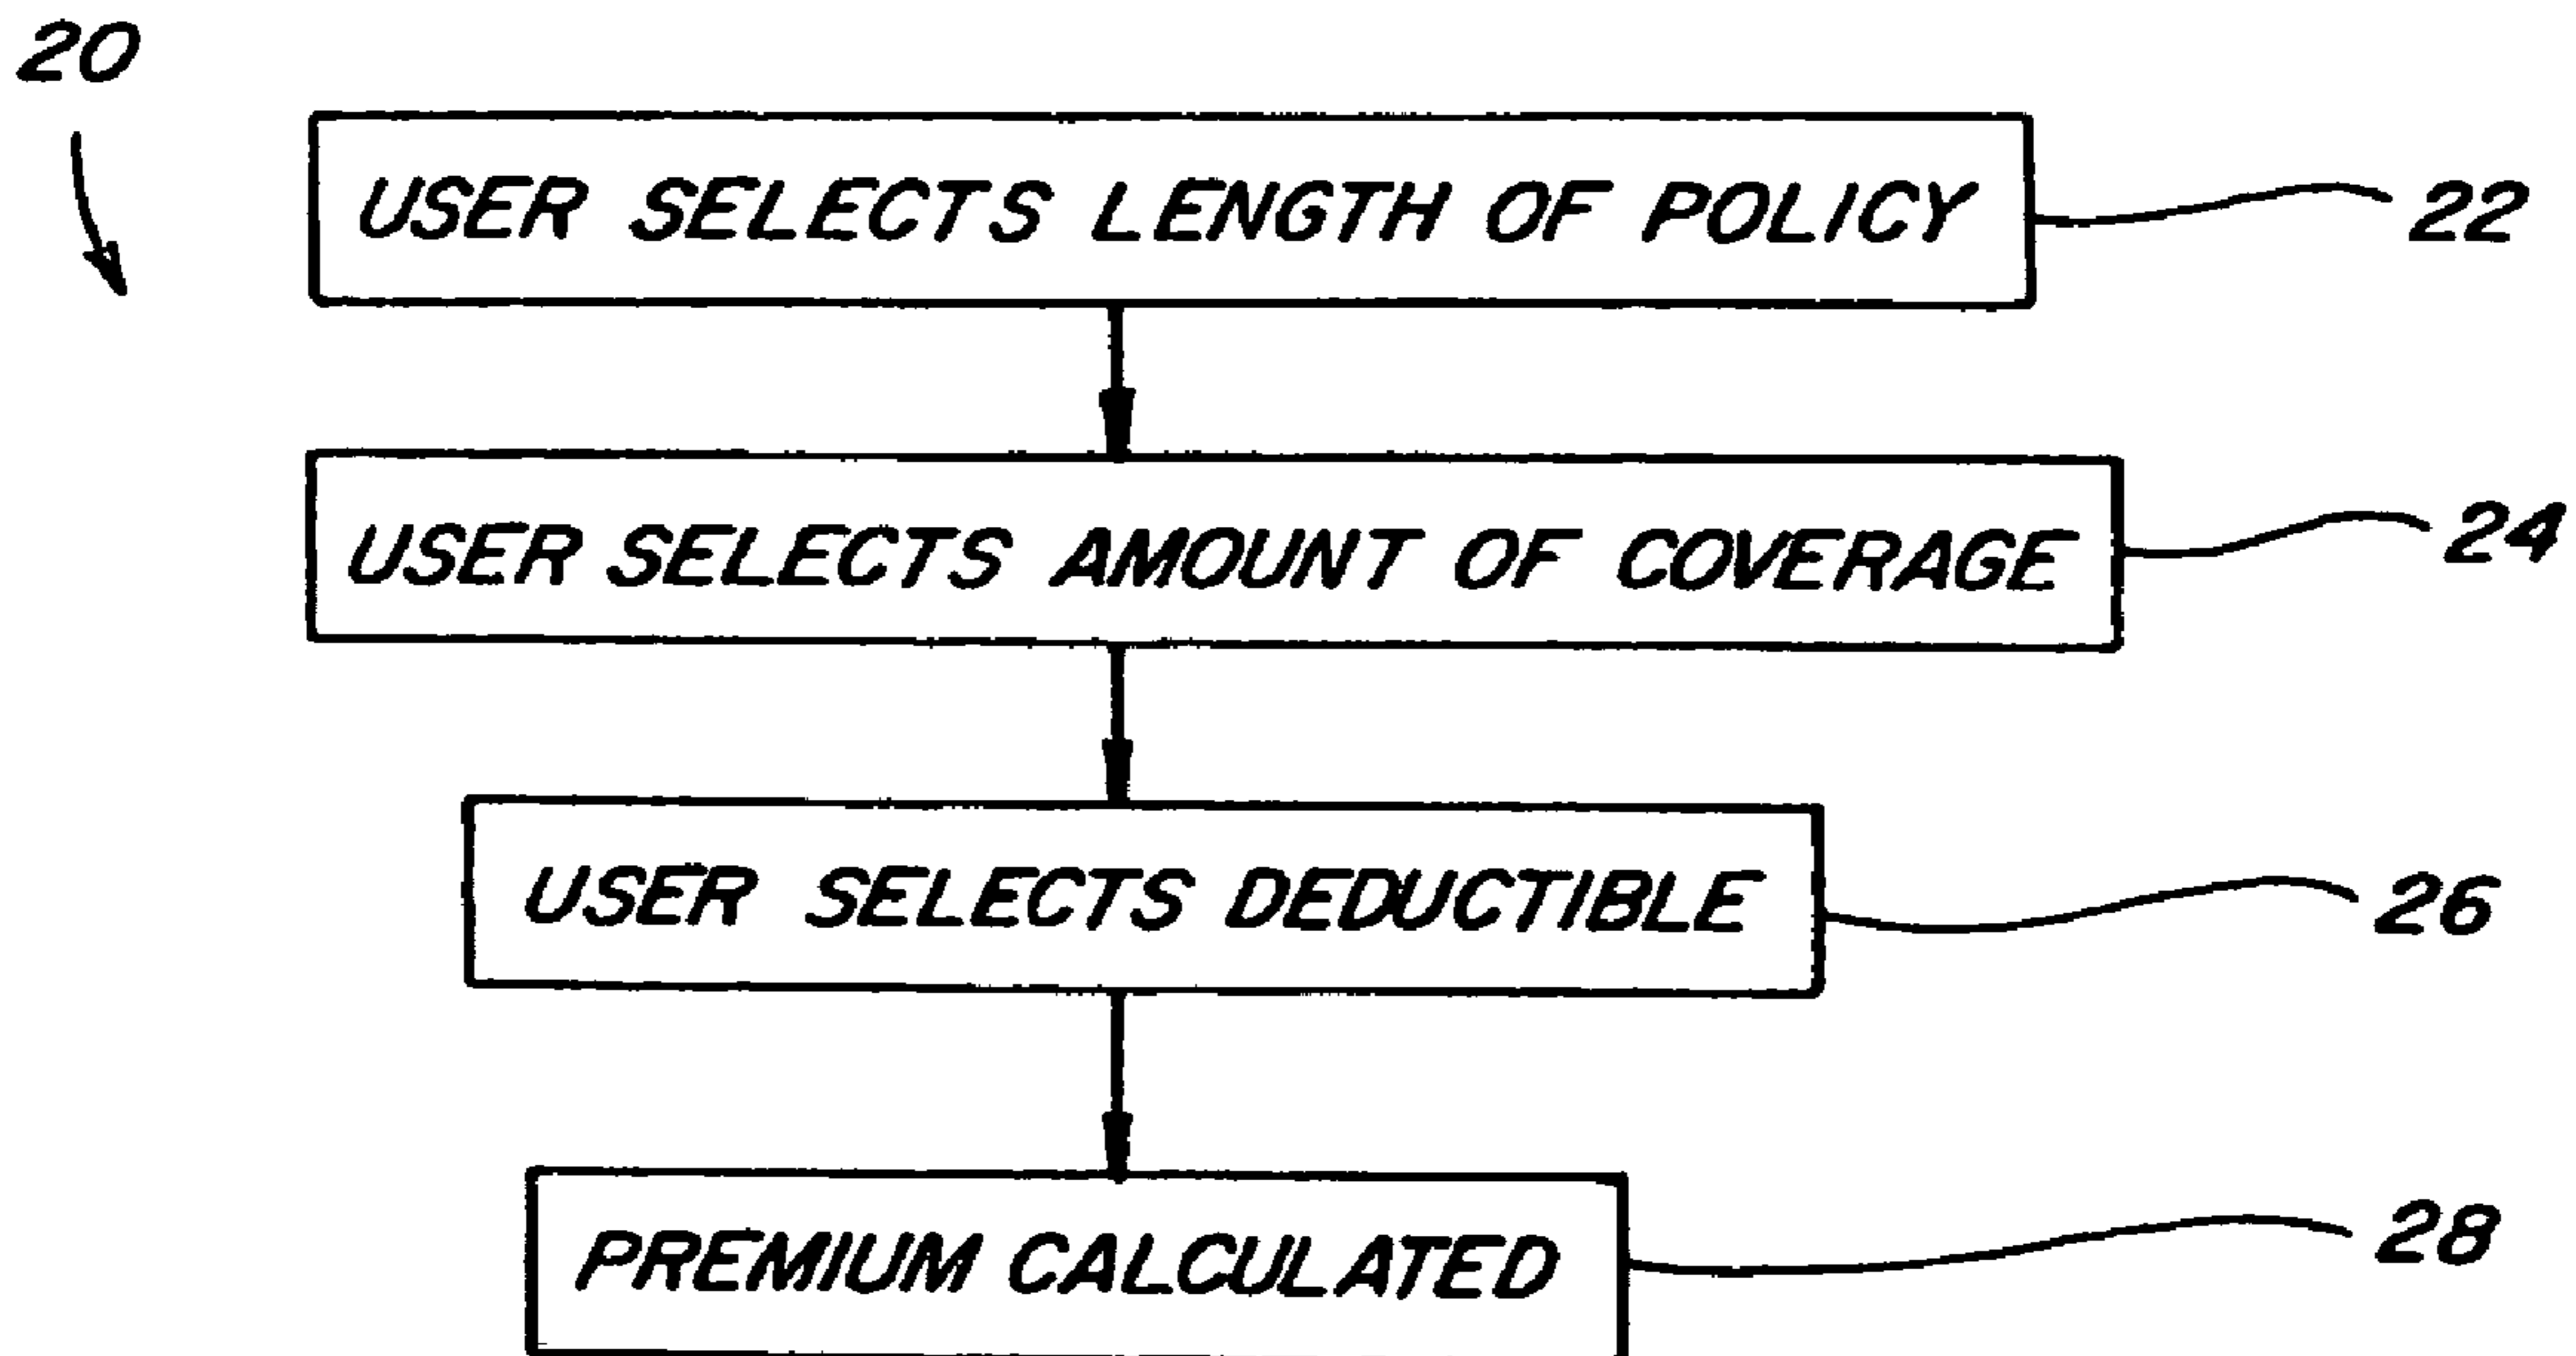 20
USER SELECTS LENGTH OF POLICY
22
USER SELECTS AMOUNT OF COVERAGE
24
USER SELECTS DEDUCTIBLE
26
PREMIUM CALCULATED
28